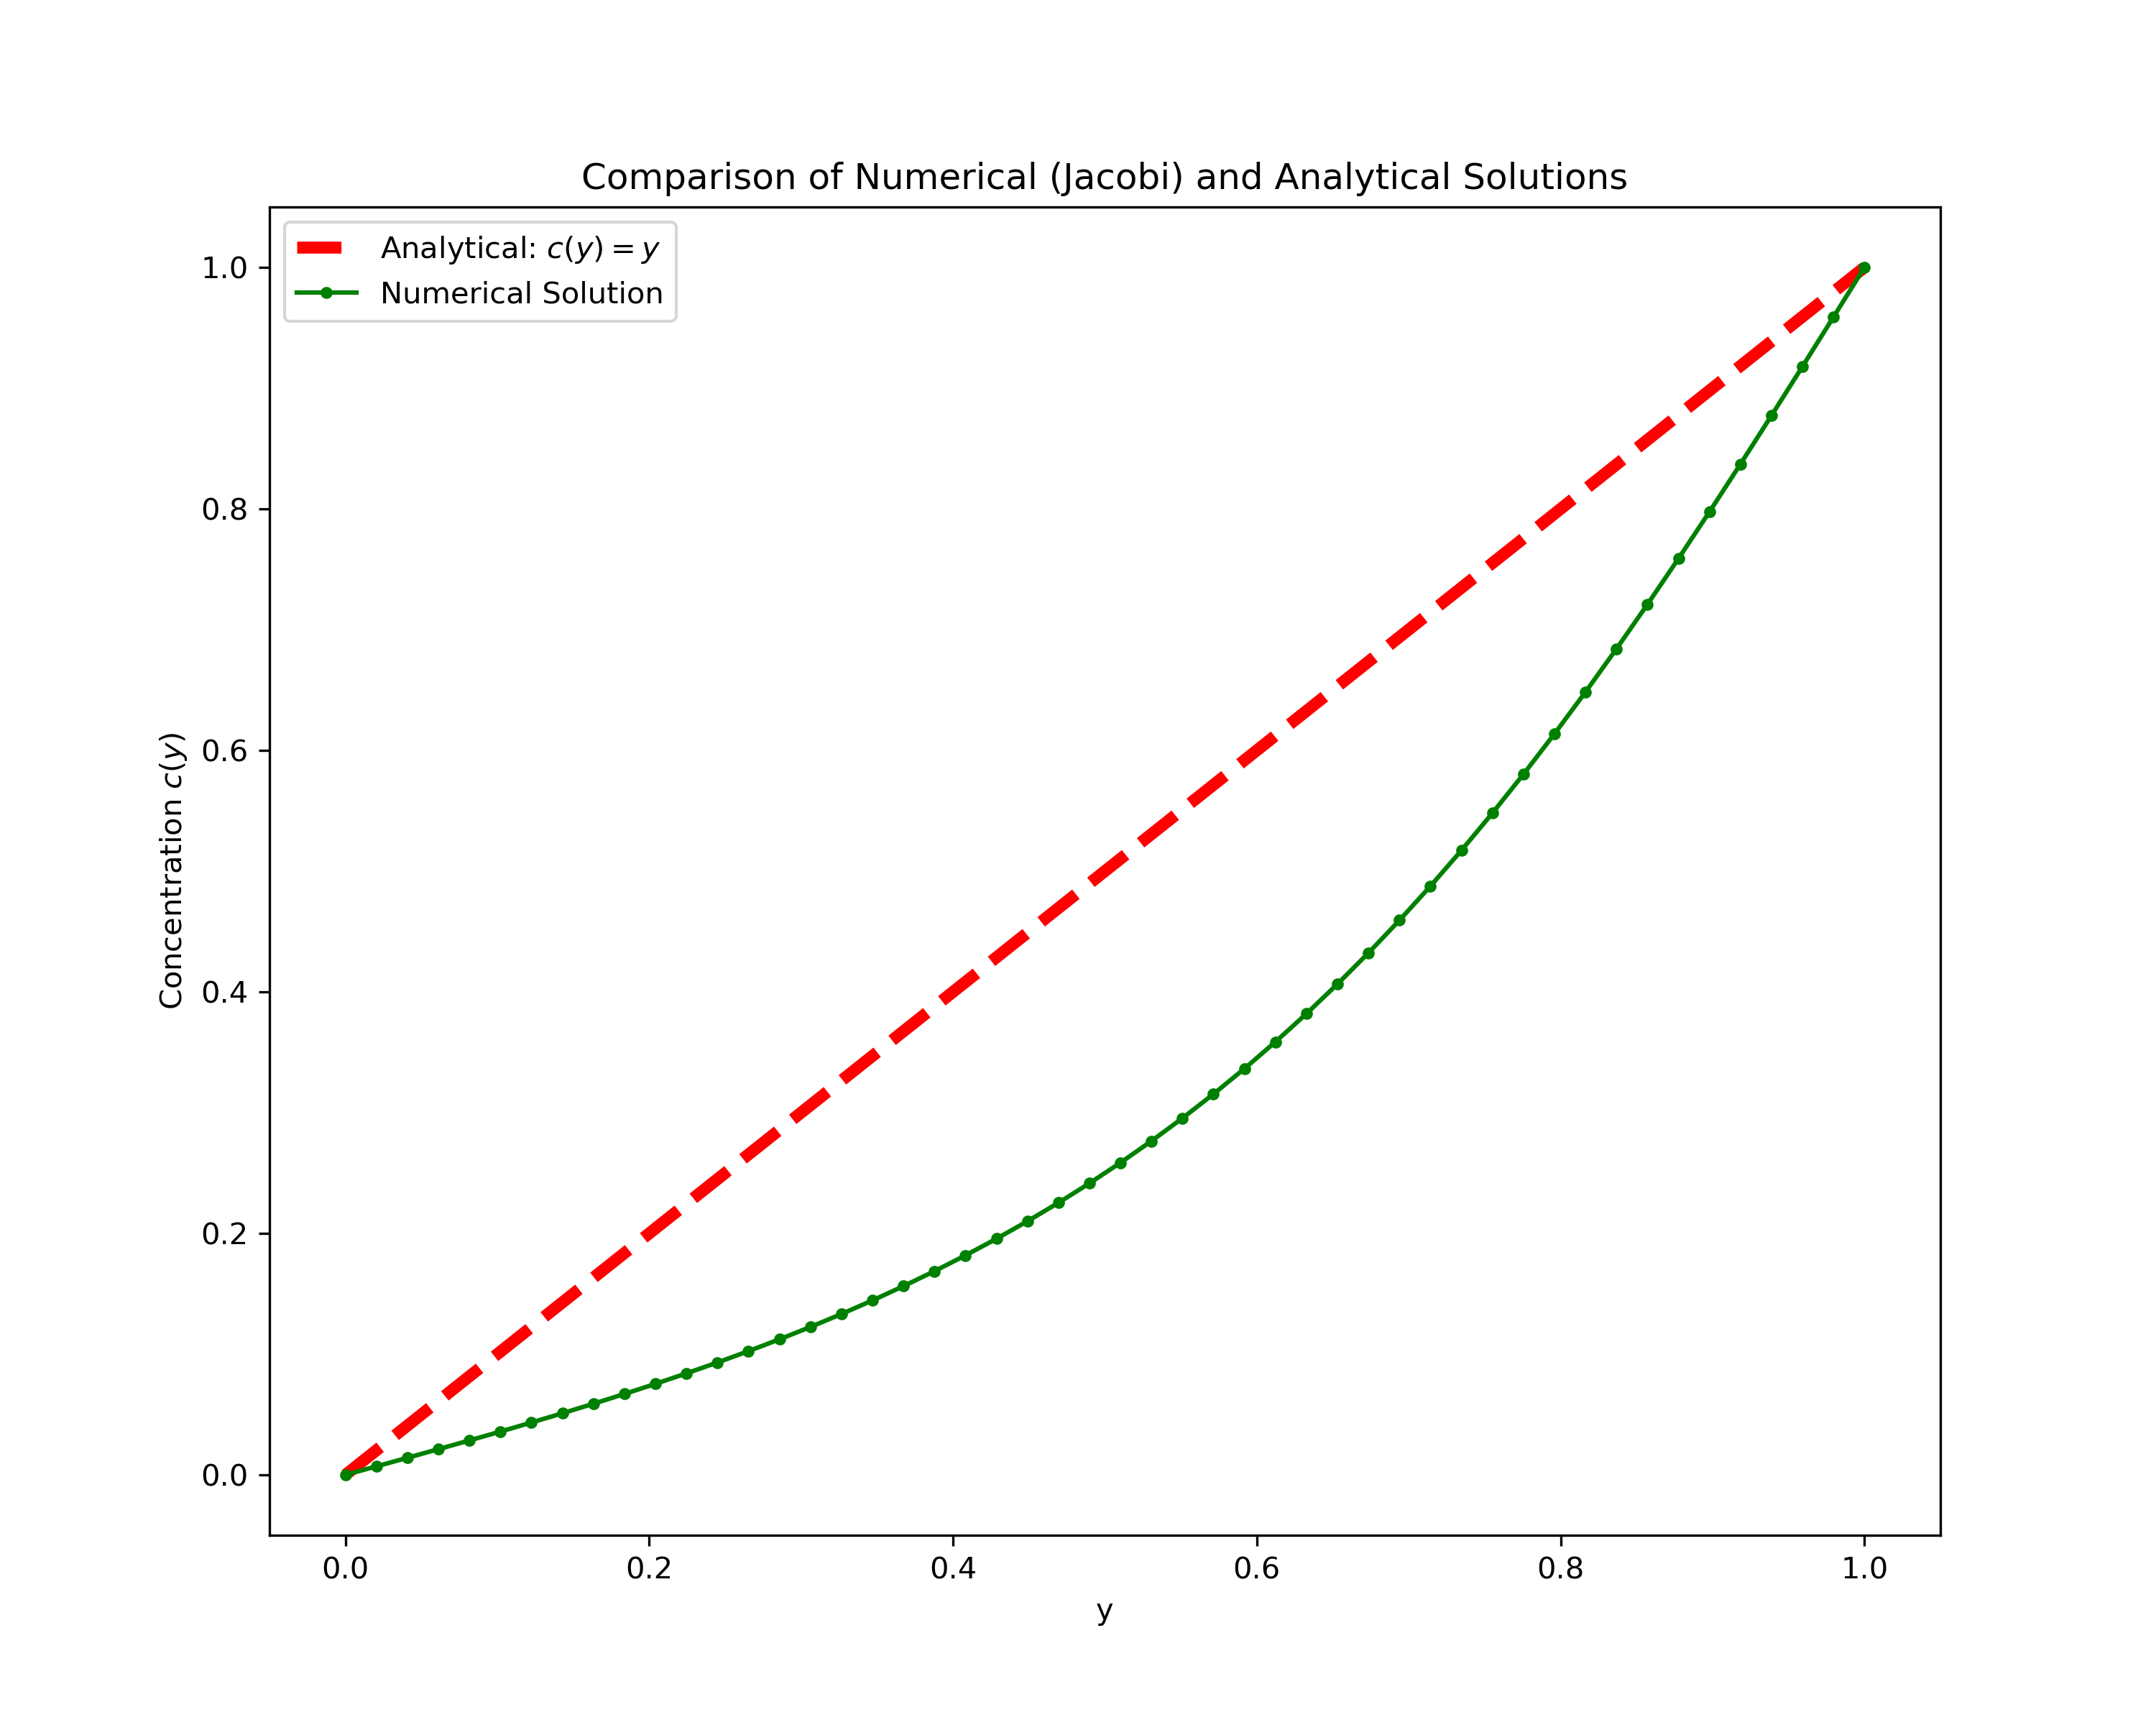 Comparison of Numerical (Jacobi) and Analytical Solutions
Analytical: c(y) = y
Numerical Solution
1.0
0.8
0.6
0.4
0.2
0.0
Concentration c(y)
0.0 0.2 0.4 0.6 0.8 1.0
y